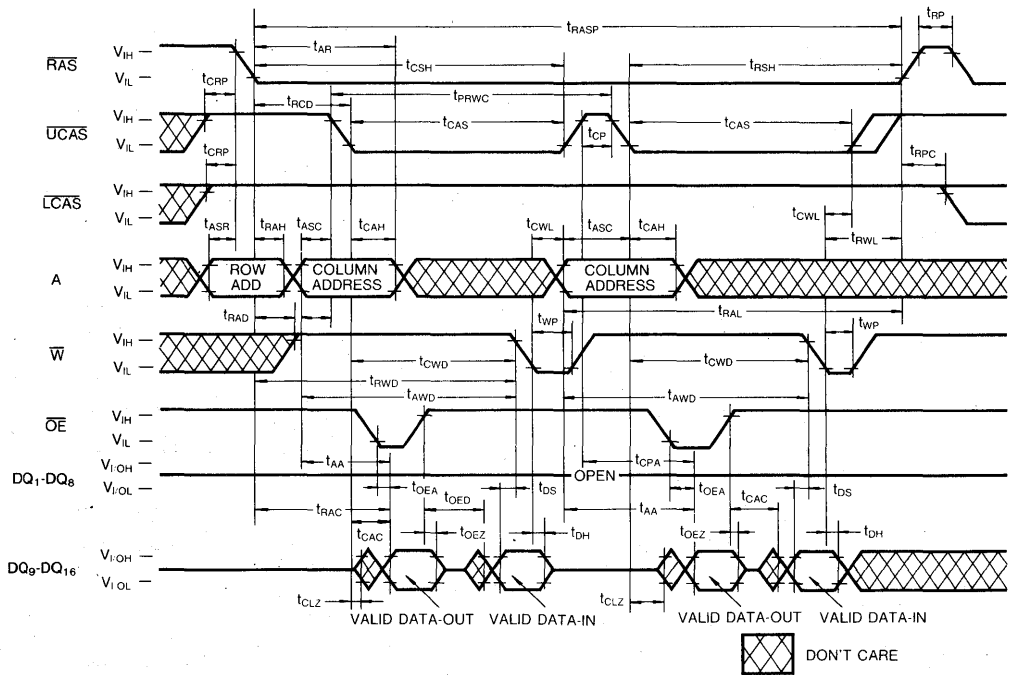 tRP
tRASP
tAR
RAS VIH
VIL
tCSH
tRSH
tCRP
tPRWC
tRCD
UCAS VIH
VIL
tCAS
tCP
tCAS
tCRP
tRPC
LCAS VIH
VIL
tCWL
tRWL
tASR
tRAH
tASC
tCAH
tCWL
tASC
tCAH
A VIH
VIL
ROW ADD
COLUMN ADDRESS
COLUMN ADDRESS
tRAD
tRAL
tWP
tWP
W VIH
VIL
tCWD
tCWD
tRWD
tAWD
tAWD
OE VIH
VIL
tAA
tCPA
DQ1-DQ8 VI/OH
VI/OL
OPEN
tOEA
tDS
tOEA
tDS
tRAC
tOED
tAA
tCAC
tCAC
tOEZ
tDH
tOEZ
tDH
DQ9-DQ16 VI/OH
VI/OL
tCLZ
tCLZ
VALID DATA-OUT VALID DATA-IN VALID DATA-OUT VALID DATA-IN
DON'T CARE